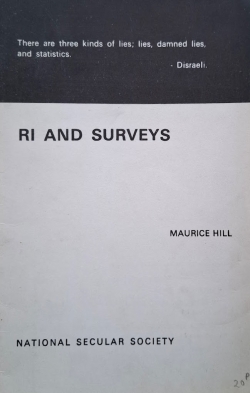 There are three kinds of lies; lies, damned lies,
and statistics.
- Disraeli.
RI AND SURVEYS
MAURICE HILL
NATIONAL SECULAR SOCIETY
20P